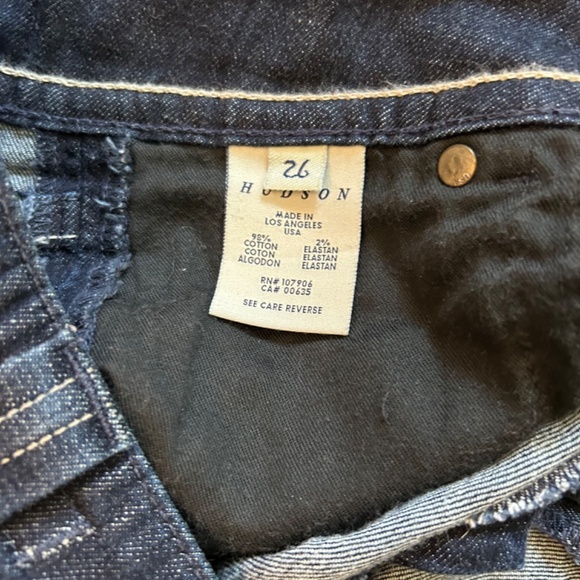 26
HUDSON
MADE IN
LOS ANGELES
USA
98% 2%
COTTON ELASTAN
COTON ELASTAN
ALGODON ELASTAN
RN# 107906
CA# 00635
SEE CARE REVERSE